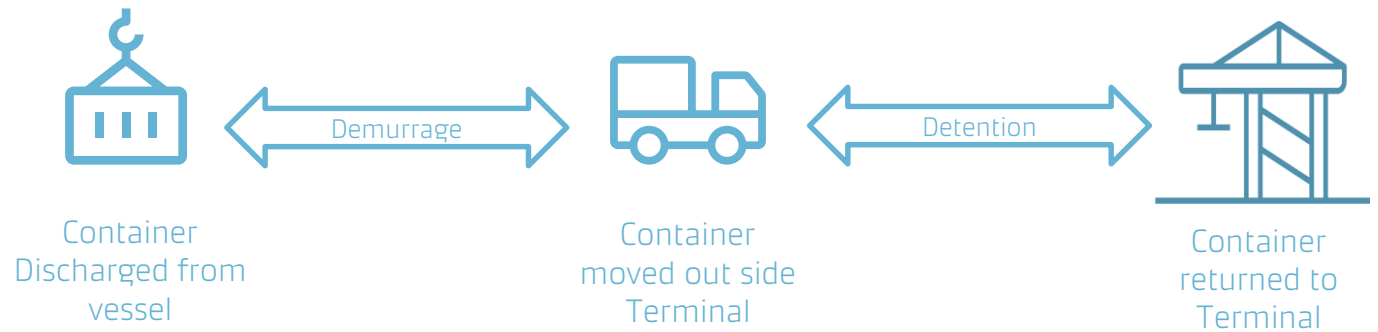 Demurrage
Detention
Container
Discharged from
vessel
Container
moved out side
Terminal
Container
returned to
Terminal